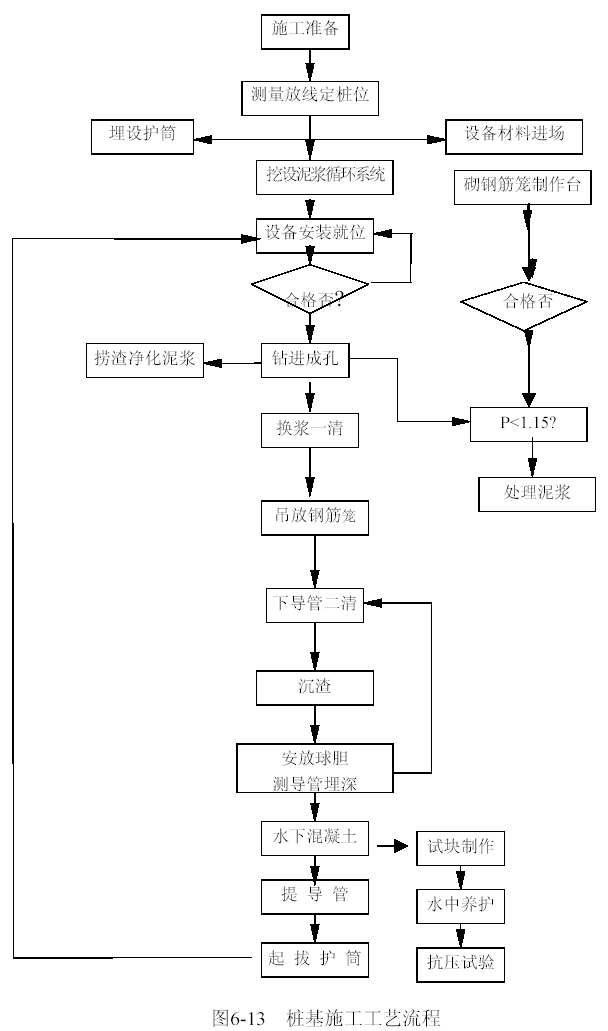 施工准备
测量放线定桩位
埋设护筒
设备材料进场
挖设泥浆循环系统
砌钢筋笼制作台
设备安装就位
合格否?
合格否
捞渣净化泥浆
钻进成孔
换浆一清
P<1.15?
处理泥浆
吊放钢筋笼
下导管二清
沉渣
安放球胆
测导管埋深
水下混凝土
试块制作
提 导 管
水中养护
起 拔 护 筒
抗压试验
图6-13 桩基施工工艺流程